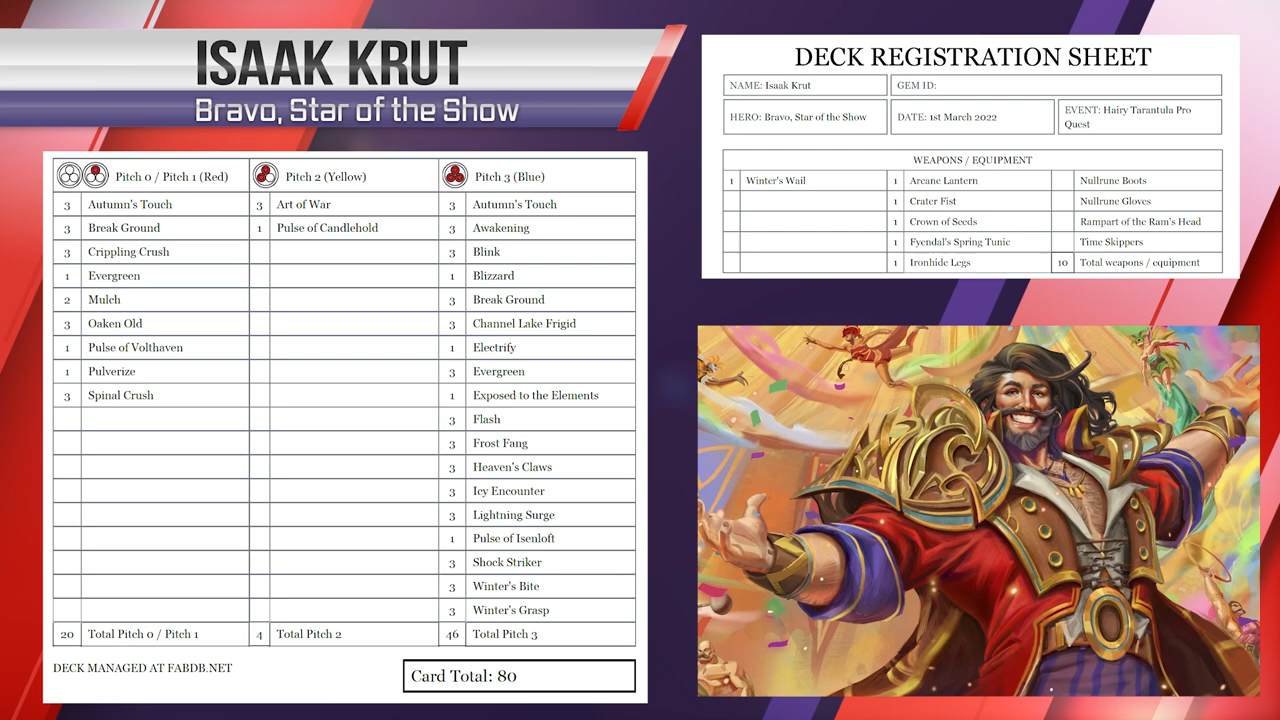 ISAAK KRUT
Bravo, Star of the Show
Pitch 0 / Pitch 1 (Red)
3 Autumn's Touch
3 Break Ground
3 Crippling Crush
1 Evergreen
2 Mulch
3 Oaken Old
1 Pulse of Volthaven
1 Pulverize
3 Spinal Crush
20 Total Pitch 0 / Pitch 1
Pitch 2 (Yellow)
3 Art of War
1 Pulse of Candlehold
4 Total Pitch 2
Pitch 3 (Blue)
3 Autumn's Touch
3 Awakening
3 Blink
1 Blizzard
3 Break Ground
3 Channel Lake Frigid
1 Electrify
3 Evergreen
1 Exposed to the Elements
3 Flash
3 Frost Fang
3 Heaven's Claws
3 Icy Encounter
3 Lightning Surge
1 Pulse of Isenloft
3 Shock Striker
3 Winter's Bite
3 Winter's Grasp
46 Total Pitch 3
DECK MANAGED AT FABDB.NET
Card Total: 80
DECK REGISTRATION SHEET
NAME: Isaak Krut
GEM ID:
HERO: Bravo, Star of the Show
DATE: 1st March 2022
EVENT: Hairy Tarantula Pro
Quest
WEAPONS / EQUIPMENT
1 Winter's Wail
1 Arcane Lantern
1 Crater Fist
1 Crown of Seeds
1 Fyendal's Spring Tunic
1 Ironhide Legs
Nullrune Boots
Nullrune Gloves
Rampart of the Ram's Head
Time Skippers
10 Total weapons / equipment